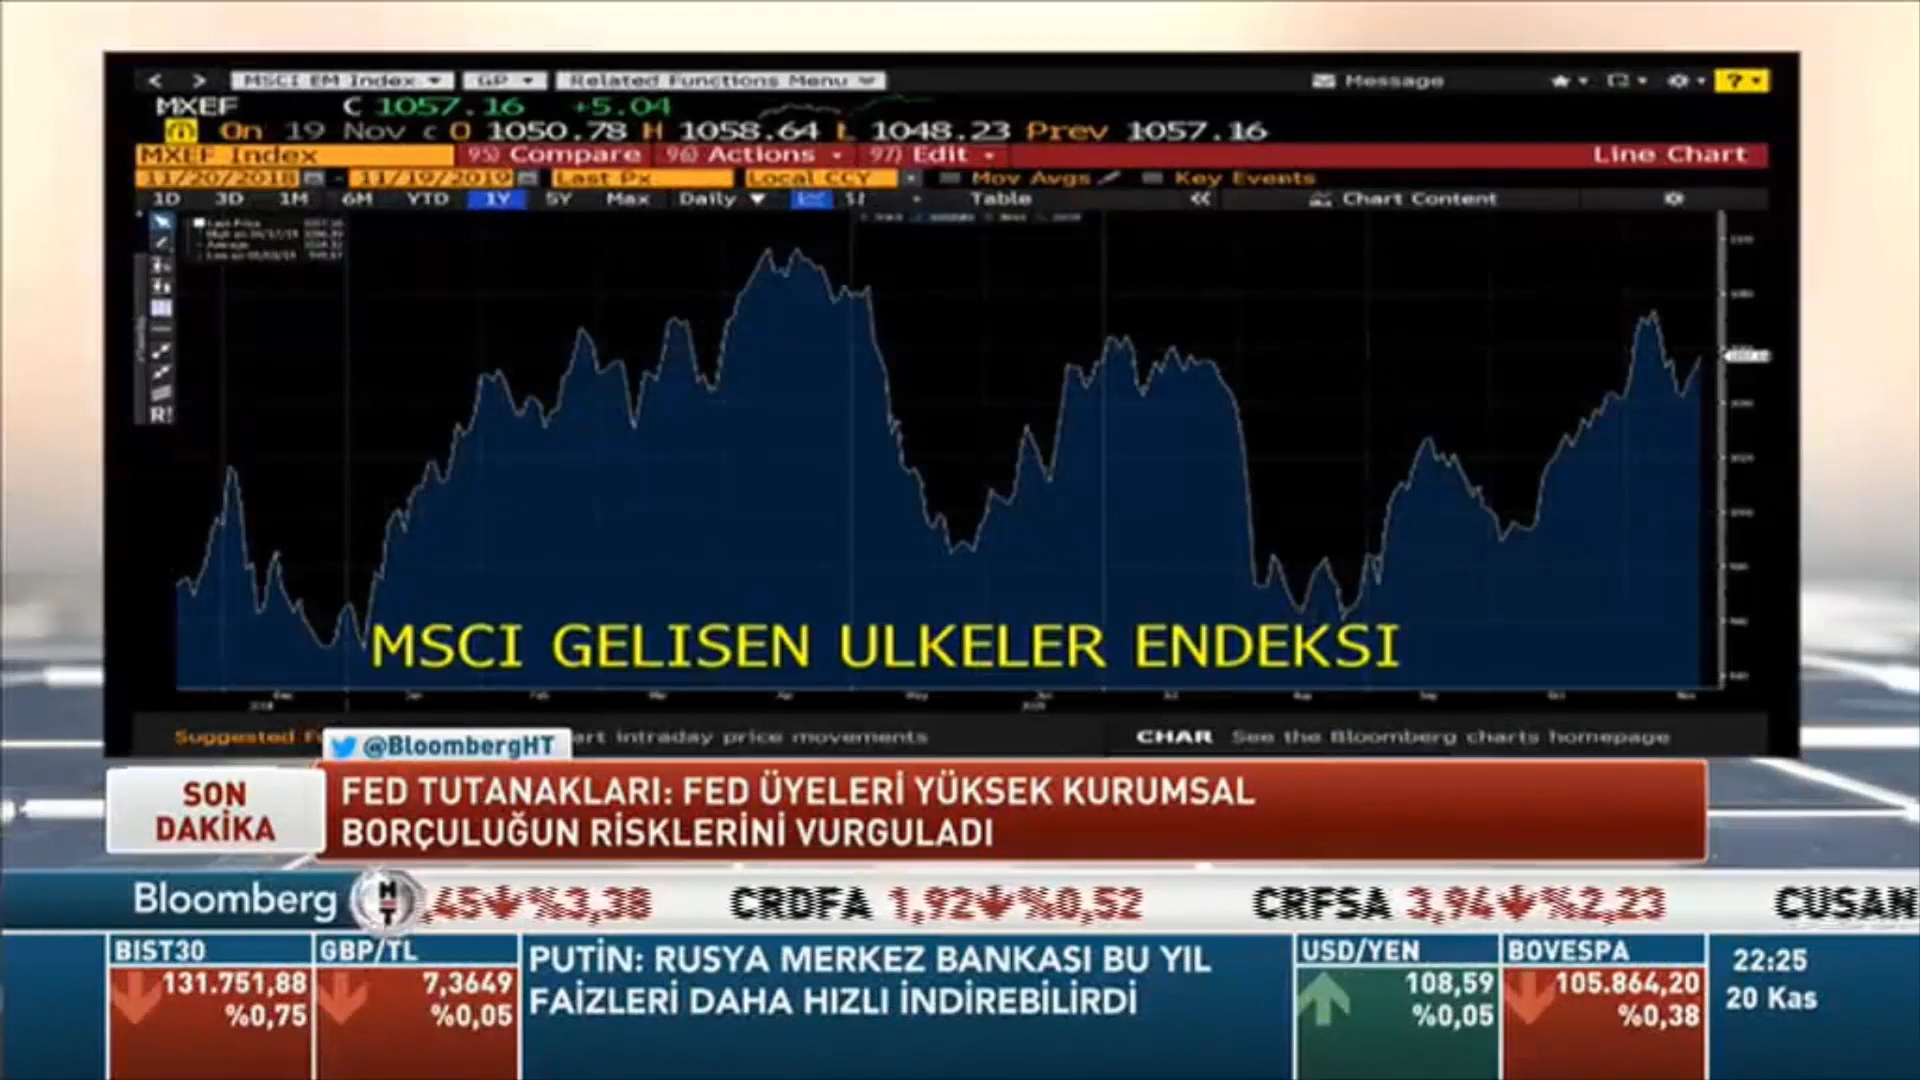 MSCI EM Index GP Related Functions Menu Message ?
MXEF C 1057.16 +5.04
On 19 Nov O 1050.78 H 1058.64 L 1048.23 Prev 1057.16
MXEF Index 95) Compare 96) Actions 97) Edit Line Chart
11/20/2018 - 11/19/2019 Last Px Local CCY Mov Avgs Key Events
1D 3D 1M 6M YTD 1Y 5Y Max Daily Table « Chart Content
R!
MSCI GELISEN ULKELER ENDEKSI
Suggested art intraday price movements CHAR See the Bloomberg charts homepage
@BloombergHT
SON DAKİKA
FED TUTANAKLARI: FED ÜYELERİ YÜKSEK KURUMSAL
BORÇULUĞUN RİSKLERİNİ VURGULADI
Bloomberg HT ,45 %3,38 CRDFA 1,92 %0,52 CRFSA 3,94 %2,23 CUSAN
BIST30
131.751,88
%0,75
GBP/TL
7,3649
%0,05
PUTİN: RUSYA MERKEZ BANKASI BU YIL
FAİZLERİ DAHA HIZLI İNDİREBİLİRDİ
USD/YEN
108,59
%0,05
BOVESPA
105.864,20
%0,38
22:25
20 Kas